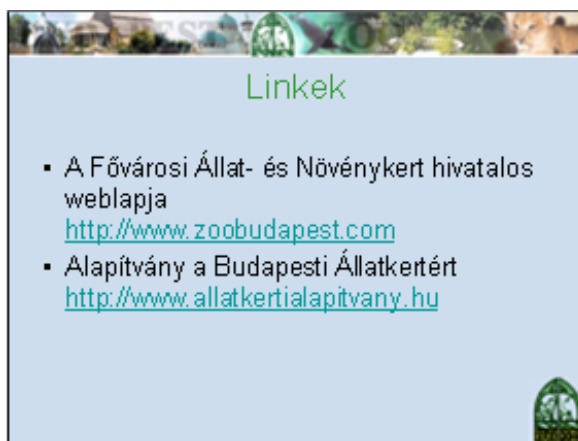 Linkek
▪ A Fővárosi Állat- és Növénykert hivatalos
weblapja
http://www.zoobudapest.com
▪ Alapítvány a Budapesti Állatkertért
http://www.allatkertialapitvany.hu